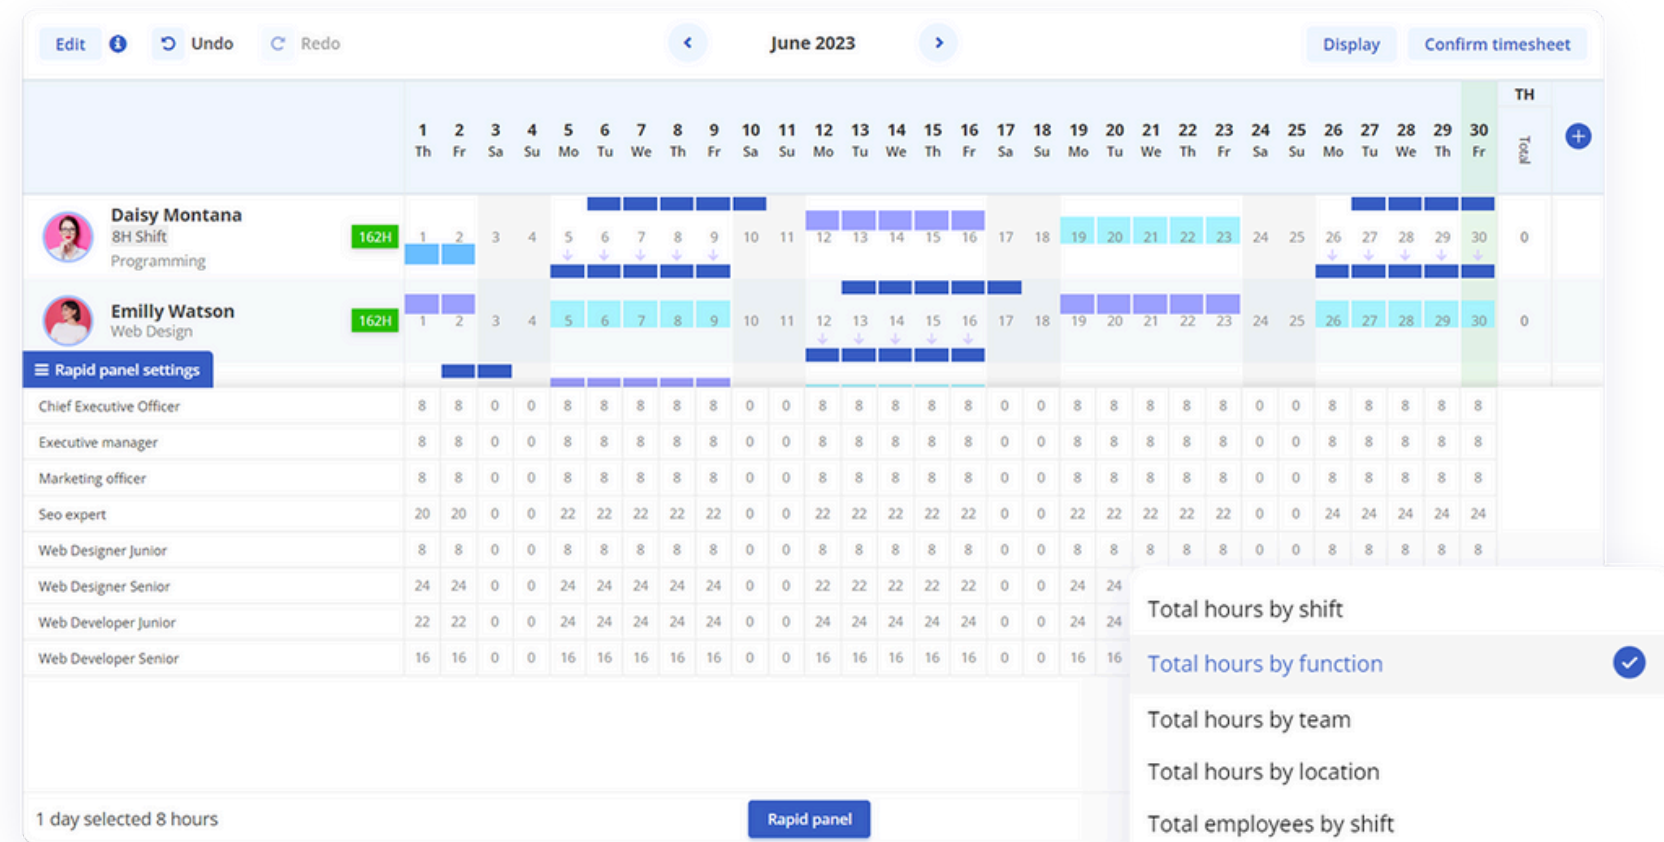 Edit Undo Redo June 2023 Display Confirm timesheet
TH
1 2 3 4 5 6 7 8 9 10 11 12 13 14 15 16 17 18 19 20 21 22 23 24 25 26 27 28 29 30 Total
Th Fr Sa Su Mo Tu We Th Fr Sa Su Mo Tu We Th Fr Sa Su Mo Tu We Th Fr Sa Su Mo Tu We Th Fr
Daisy Montana
8H Shift 162H 1 2 3 4 5 6 7 8 9 10 11 12 13 14 15 16 17 18 19 20 21 22 23 24 25 26 27 28 29 30 0
Programming
Emilly Watson
Web Design 162H 1 2 3 4 5 6 7 8 9 10 11 12 13 14 15 16 17 18 19 20 21 22 23 24 25 26 27 28 29 30 0
Rapid panel settings
Chief Executive Officer 8 8 0 0 8 8 8 8 8 0 0 8 8 8 8 8 0 0 8 8 8 8 8 0 0 8 8 8 8 8
Executive manager 8 8 0 0 8 8 8 8 8 0 0 8 8 8 8 8 0 0 8 8 8 8 8 0 0 8 8 8 8 8
Marketing officer 8 8 0 0 8 8 8 8 8 0 0 8 8 8 8 8 0 0 8 8 8 8 8 0 0 8 8 8 8 8
Seo expert 20 20 0 0 22 22 22 22 22 0 0 22 22 22 22 22 0 0 22 22 22 22 22 0 0 24 24 24 24 24
Web Designer Junior 8 8 0 0 8 8 8 8 8 0 0 8 8 8 8 8 0 0 8 8 8 8 8 0 0 8 8 8 8 8
Web Designer Senior 24 24 0 0 24 24 24 24 24 0 0 22 22 22 22 22 0 0 24 24
Web Developer Junior 22 22 0 0 24 24 24 24 24 0 0 24 24 24 24 24 0 0 24 24
Web Developer Senior 16 16 0 0 16 16 16 16 16 0 0 16 16 16 16 16 0 0 16 16
Total hours by shift
Total hours by function
Total hours by team
Total hours by location
Total employees by shift
1 day selected 8 hours
Rapid panel